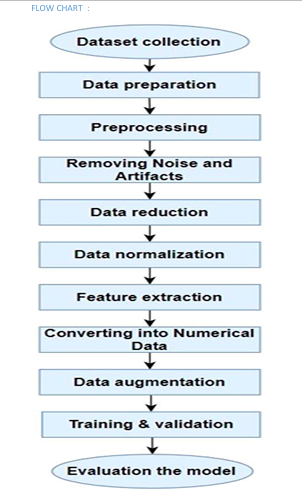 FLOW CHART :
Dataset collection
Data preparation
Preprocessing
Removing Noise and
Artifacts
Data reduction
Data normalization
Feature extraction
Converting into Numerical
Data
Data augmentation
Training & validation
Evaluation the model